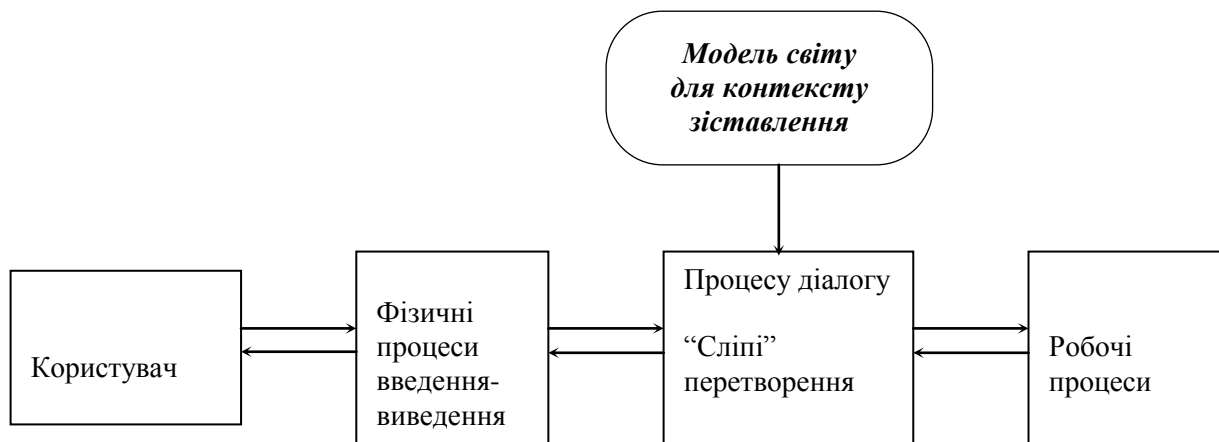 Модель світу
для контексту
зіставлення
Користувач
Фізичні
процеси
введення-
виведення
Процесу діалогу
“Сліпі”
перетворення
Робочі
процеси